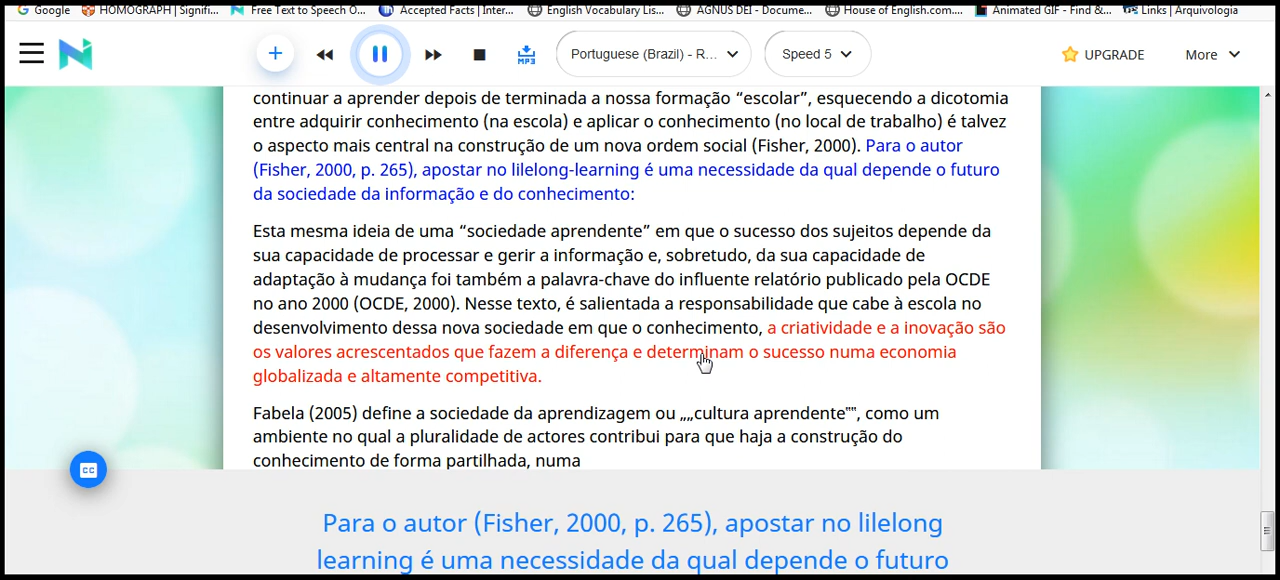 Google HOMOGRAPH | Signifi... Free Text to Speech O... Accepted Facts | Inter... English Vocabulary Lis... AGNUS DEI - Docume... House of English.com.... Animated GIF - Find &... Links | Arquivologia
MP3 Portuguese (Brazil) - R... Speed 5 UPGRADE More
continuar a aprender depois de terminada a nossa formação “escolar”, esquecendo a dicotomia
entre adquirir conhecimento (na escola) e aplicar o conhecimento (no local de trabalho) é talvez
o aspecto mais central na construção de um nova ordem social (Fisher, 2000). Para o autor
(Fisher, 2000, p. 265), apostar no lilelong-learning é uma necessidade da qual depende o futuro
da sociedade da informação e do conhecimento:
Esta mesma ideia de uma “sociedade aprendente” em que o sucesso dos sujeitos depende da
sua capacidade de processar e gerir a informação e, sobretudo, da sua capacidade de
adaptação à mudança foi também a palavra-chave do influente relatório publicado pela OCDE
no ano 2000 (OCDE, 2000). Nesse texto, é salientada a responsabilidade que cabe à escola no
desenvolvimento dessa nova sociedade em que o conhecimento, a criatividade e a inovação são
os valores acrescentados que fazem a diferença e determinam o sucesso numa economia
globalizada e altamente competitiva.
Fabela (2005) define a sociedade da aprendizagem ou „„cultura aprendente‟‟, como um
ambiente no qual a pluralidade de actores contribui para que haja a construção do
conhecimento de forma partilhada, numa
CC
Para o autor (Fisher, 2000, p. 265), apostar no lilelong
learning é uma necessidade da qual depende o futuro